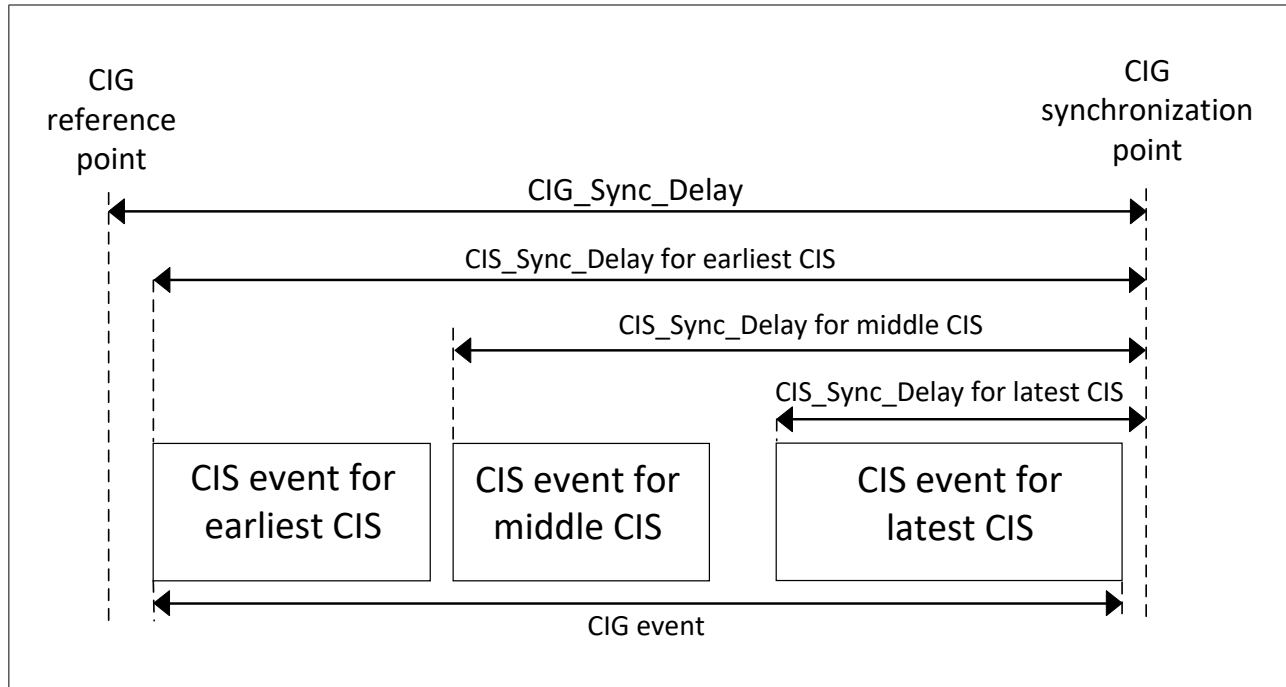 CIG
reference
point
CIG
synchronization
point
CIG_Sync_Delay
CIS_Sync_Delay for earliest CIS
CIS_Sync_Delay for middle CIS
CIS_Sync_Delay for latest CIS
CIS event for
earliest CIS
CIS event for
middle CIS
CIS event for
latest CIS
CIG event